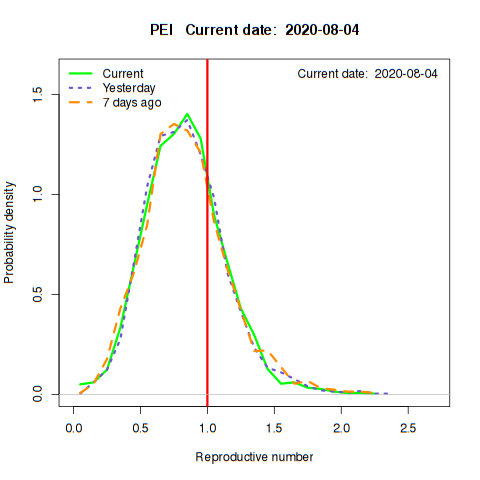 PEI   Current date:  2020-08-04
Current date:  2020-08-04
Current
Yesterday
7 days ago
Probability density
1.5
1.0
0.5
0.0
0.0 0.5 1.0 1.5 2.0 2.5
Reproductive number